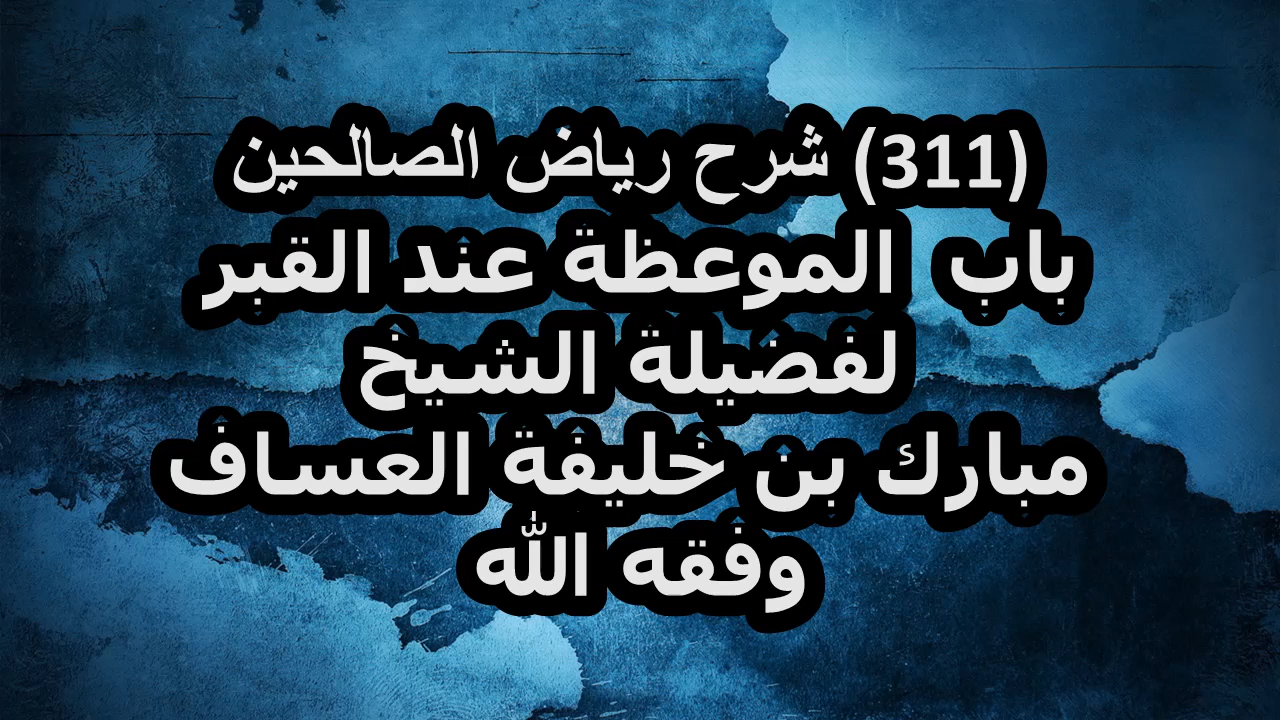 (311) شرح رياض الصالحين
باب الموعظة عند القبر
لفضيلة الشيخ
مبارك بن خليفة العساف
وفقه الله